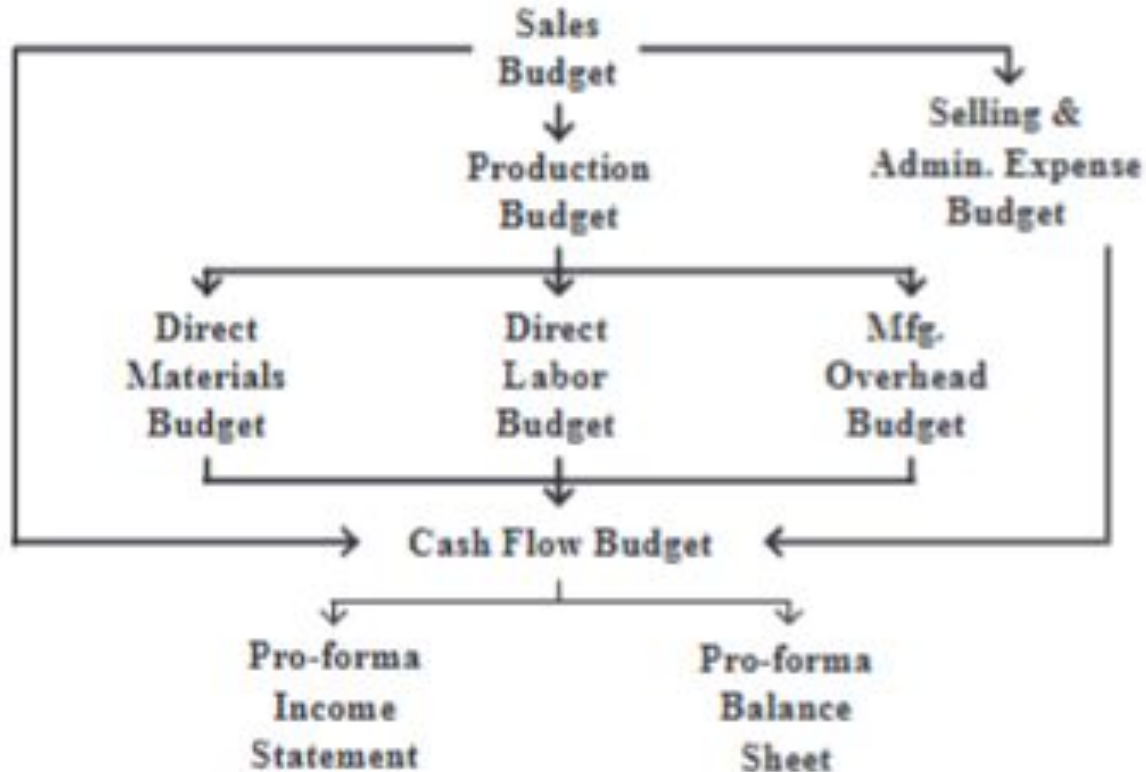 Sales
Budget
Selling &
Admin. Expense
Budget
Production
Budget
Direct
Materials
Budget
Direct
Labor
Budget
Mfg.
Overhead
Budget
Cash Flow Budget
Pro-forma
Income
Statement
Pro-forma
Balance
Sheet